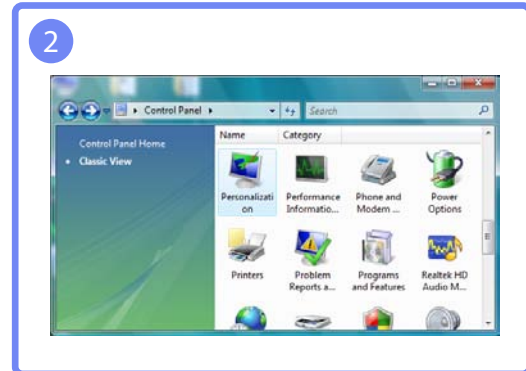 2
Control Panel
Search
Control Panel Home
Classic View
Name Category
Personalizati
on
Performance
Informatio...
Phone and
Modem ...
Power
Options
Printers
Problem
Reports a...
Programs
and Features
Realtek HD
Audio M...